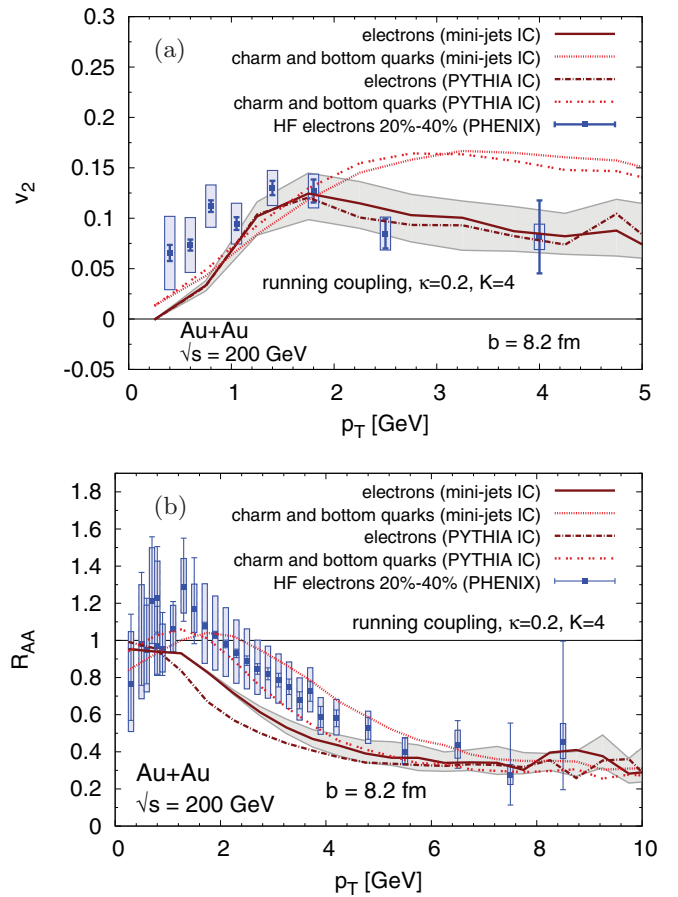 (a)
electrons (mini-jets IC)
charm and bottom quarks (mini-jets IC)
electrons (PYTHIA IC)
charm and bottom quarks (PYTHIA IC)
HF electrons 20%-40% (PHENIX)
0.3
0.25
0.2
0.15
0.1
0.05
0
-0.05
v₂
running coupling, κ=0.2, K=4
Au+Au
√s = 200 GeV
b = 8.2 fm
0 1 2 3 4 5
p_T [GeV]
(b)
electrons (mini-jets IC)
charm and bottom quarks (mini-jets IC)
electrons (PYTHIA IC)
charm and bottom quarks (PYTHIA IC)
HF electrons 20%-40% (PHENIX)
1.8
1.6
1.4
1.2
1
0.8
0.6
0.4
0.2
0
R_AA
running coupling, κ=0.2, K=4
Au+Au
√s = 200 GeV
b = 8.2 fm
0 2 4 6 8 10
p_T [GeV]